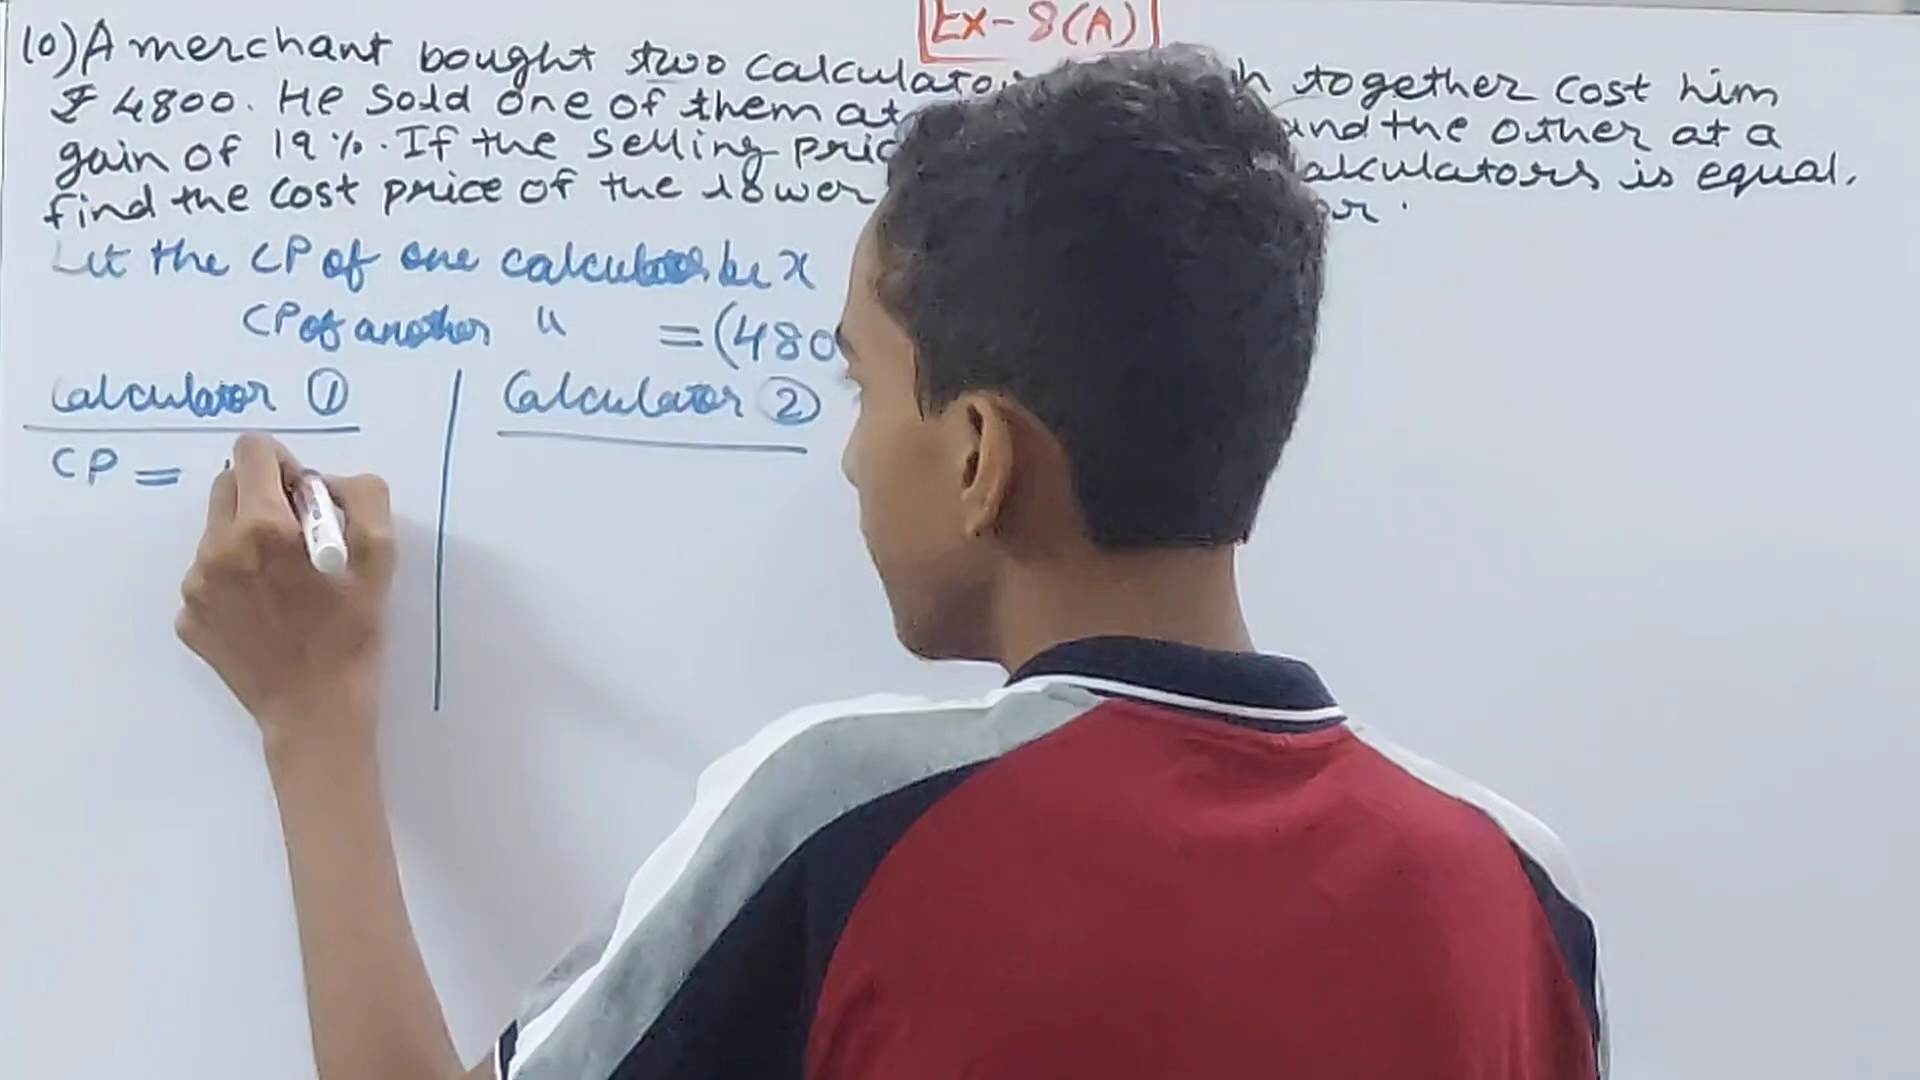 Ex-8(A)
(10) A merchant bought two calculato together cost him
₹ 4800. He sold one of them at and the other at a
gain of 19%. If the selling pric alculators is equal,
find the cost price of the lower or.
Let the CP of one calculator be x
CP of another " = (480
Calculator ① Calculator ②
CP =